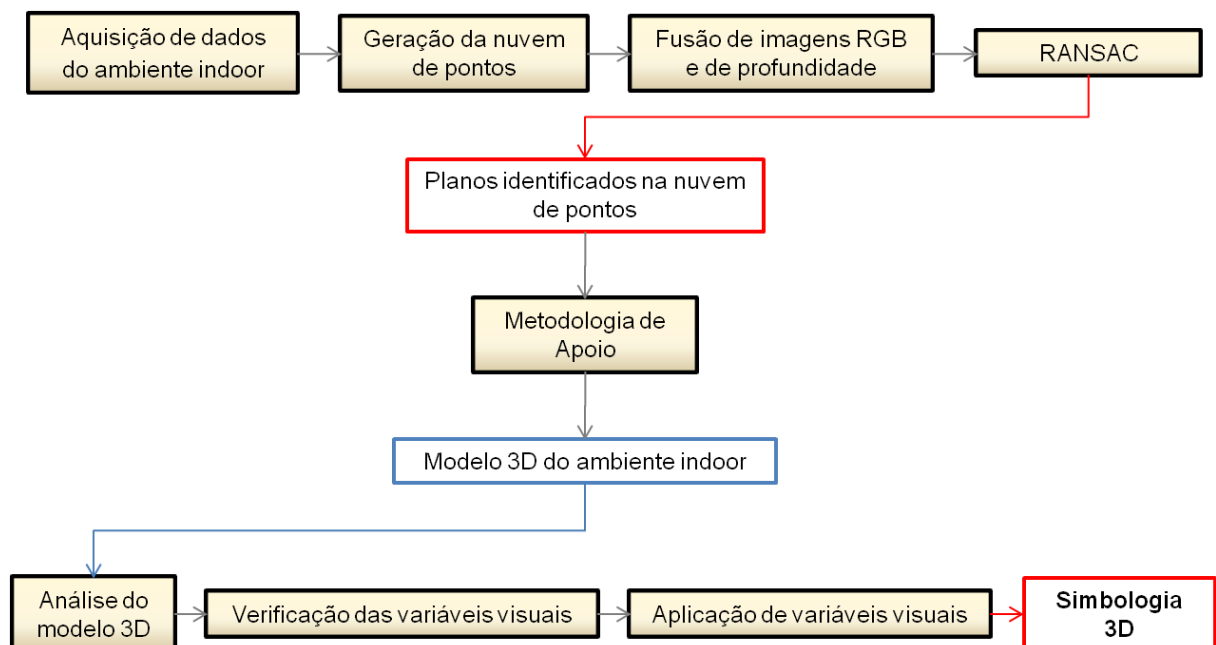 Aquisição de dados
do ambiente indoor
Geração da nuvem
de pontos
Fusão de imagens RGB
e de profundidade
RANSAC
Planos identificados na nuvem
de pontos
Metodologia de
Apoio
Modelo 3D do ambiente indoor
Análise do
modelo 3D
Verificação das variáveis visuais
Aplicação de variáveis visuais
Simbologia
3D